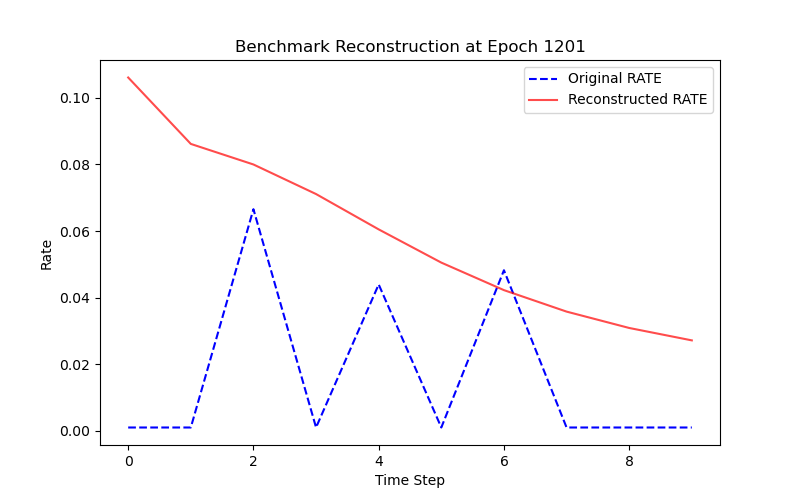 Benchmark Reconstruction at Epoch 1201
Original RATE
Reconstructed RATE
0.10
0.08
0.06
0.04
0.02
0.00
Rate
0 2 4 6 8
Time Step